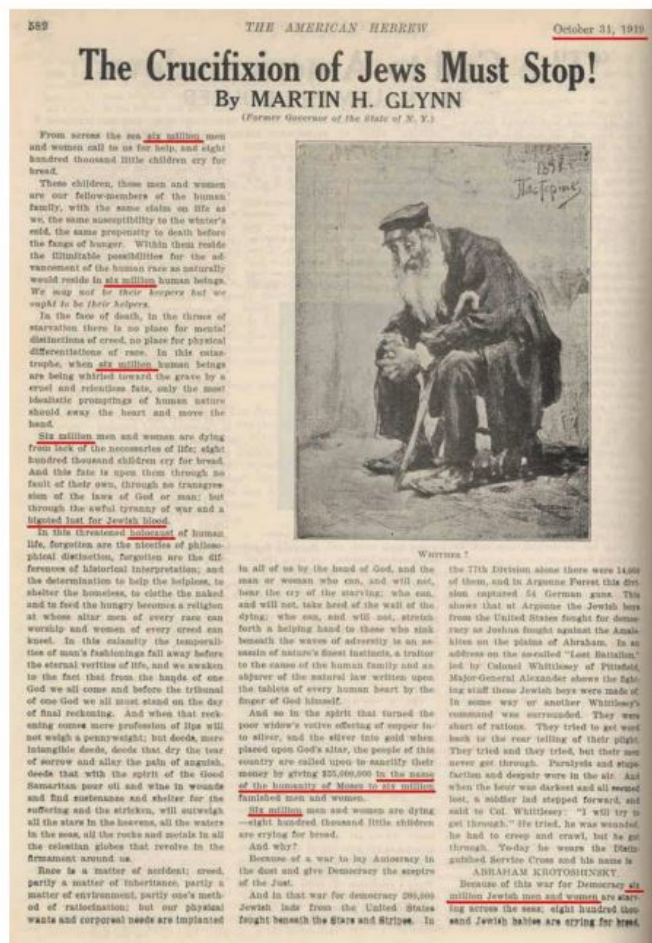 582
THE AMERICAN HEBREW
October 31, 1919
The Crucifixion of Jews Must Stop!
By MARTIN H. GLYNN
(Former Governor of the State of N. Y.)
From across the sea six million men
and women call to us for help, and eight
hundred thousand little children cry for
bread.
These children, these men and women
are our fellow-members of the human
family, with the same claim on life as
we, the same susceptibility to the winter's
cold, the same propensity to death before
the fangs of hunger. Within them reside
the illimitable possibilities for the ad-
vancement of the human race as naturally
would reside in six million human beings.
We may not be their keepers but we
ought to be their helpers.
In the face of death, in the throes of
starvation there is no place for mental
distinctions of creed, no place for physical
differentiations of race. In this catas-
trophe, when six million human beings
are being whirled toward the grave by a
cruel and relentless fate, only the most
idealistic promptings of human nature
should sway the heart and move the
hand.
Six million men and women are dying
from lack of the necessaries of life; eight
hundred thousand children cry for bread.
And this fate is upon them through no
fault of their own, through no transgres-
sion of the laws of God or man; but
through the awful tyranny of war and a
bigoted lust for Jewish blood.
In this threatened holocaust of human
life, forgotten are the niceties of philoso-
phical distinction, forgotten are the dif-
ferences of historical interpretation; and
the determination to help the helpless, to
shelter the homeless, to clothe the naked
and to feed the hungry becomes a religion
at whose altar men of every race can
worship and women of every creed can
kneel. In this calamity the temporali-
ties of man's fashionings fall away before
the eternal verities of life, and we awaken
to the fact that from the hands of one
God we all come and before the tribunal
of one God we all must stand on the day
of final reckoning. And when that reck-
oning comes mere profession of lips will
not weigh a pennyweight; but deeds, mere
intangible deeds, deeds that dry the tear
of sorrow and allay the pain of anguish,
deeds that with the spirit of the Good
Samaritan pour oil and wine in wounds
and find sustenance and shelter for the
suffering and the stricken, will outweigh
all the stars in the heavens, all the waters
in the seas, all the rocks and metals in all
the celestian globes that revolve in the
firmament around us.
Race is a matter of accident; creed,
partly a matter of inheritance, partly a
matter of environment, partly one's meth-
od of ratiocination; but our physical
wants and corporeal needs are implanted
WHITHER?
in all of us by the hand of God, and the
man or woman who can, and will not,
hear the cry of the starving; who can,
and will not, take heed of the wail of the
dying; who can, and will not, stretch
forth a helping hand to those who sink
beneath the waves of adversity is an as-
sassin of nature's finest instincts, a traitor
to the cause of the human family and an
abjurer of the natural law written upon
the tablets of every human heart by the
finger of God himself.
And so in the spirit that turned the
poor widow's votive offering of copper in-
to silver, and the silver into gold when
placed upon God's altar, the people of this
country are called upon to sanctify their
money by giving $35,000,000 in the name
of the humanity of Moses to six million
famished men and women.
Six million men and women are dying
—eight hundred thousand little children
are crying for bread.
And why?
Because of a war to lay Autocracy in
the dust and give Democracy the sceptre
of the Just.
And in that war for democracy 200,000
Jewish lads from the United States
fought beneath the Stars and Stripes. In
the 77th Division alone there were 14,000
of them, and in Argonne Forest this divi-
sion captured 54 German guns. This
shows that at Argonne the Jewish boys
from the United States fought for democ-
racy as Joshua fought against the Amale-
kites on the plains of Abraham. In an
address on the so-called "Lost Battalion,"
led by Colonel Whittlesey of Pittsfield,
Major-General Alexander shows the fight-
ing stuff these Jewish boys were made of.
In some way or another Whittlesey's
command was surrounded. They were
short of rations. They tried to get word
back to the rear telling of their plight.
They tried and they tried, but their men
never got through. Paralysis and stupe-
faction and despair were in the air. And
when the hour was darkest and all seemed
lost, a soldier lad stepped forward, and
said to Col. Whittlesey: "I will try to
get through." He tried, he was wounded,
he had to creep and crawl, but he got
through. To-day he wears the Distin-
guished Service Cross and his name is
ABRAHAM KROTOSHINSKY.
Because of this war for Democracy six
million Jewish men and women are starv-
ing across the seas; eight hundred thou-
sand Jewish babies are crying for bread.